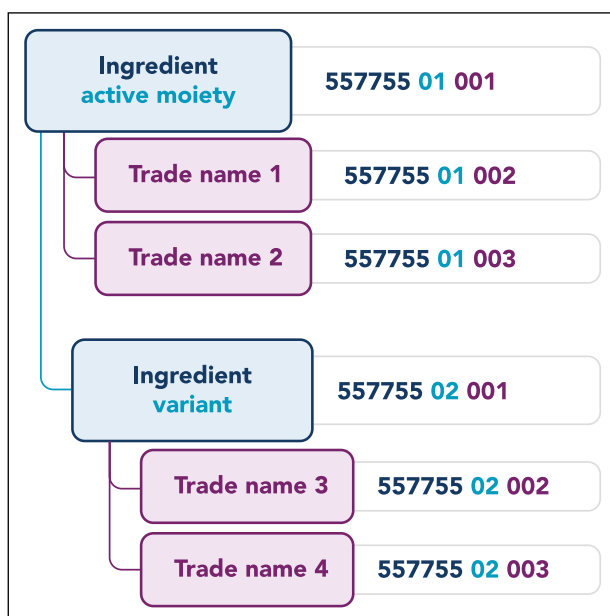 Ingredient
active moiety
557755 01 001
Trade name 1
557755 01 002
Trade name 2
557755 01 003
Ingredient
variant
557755 02 001
Trade name 3
557755 02 002
Trade name 4
557755 02 003